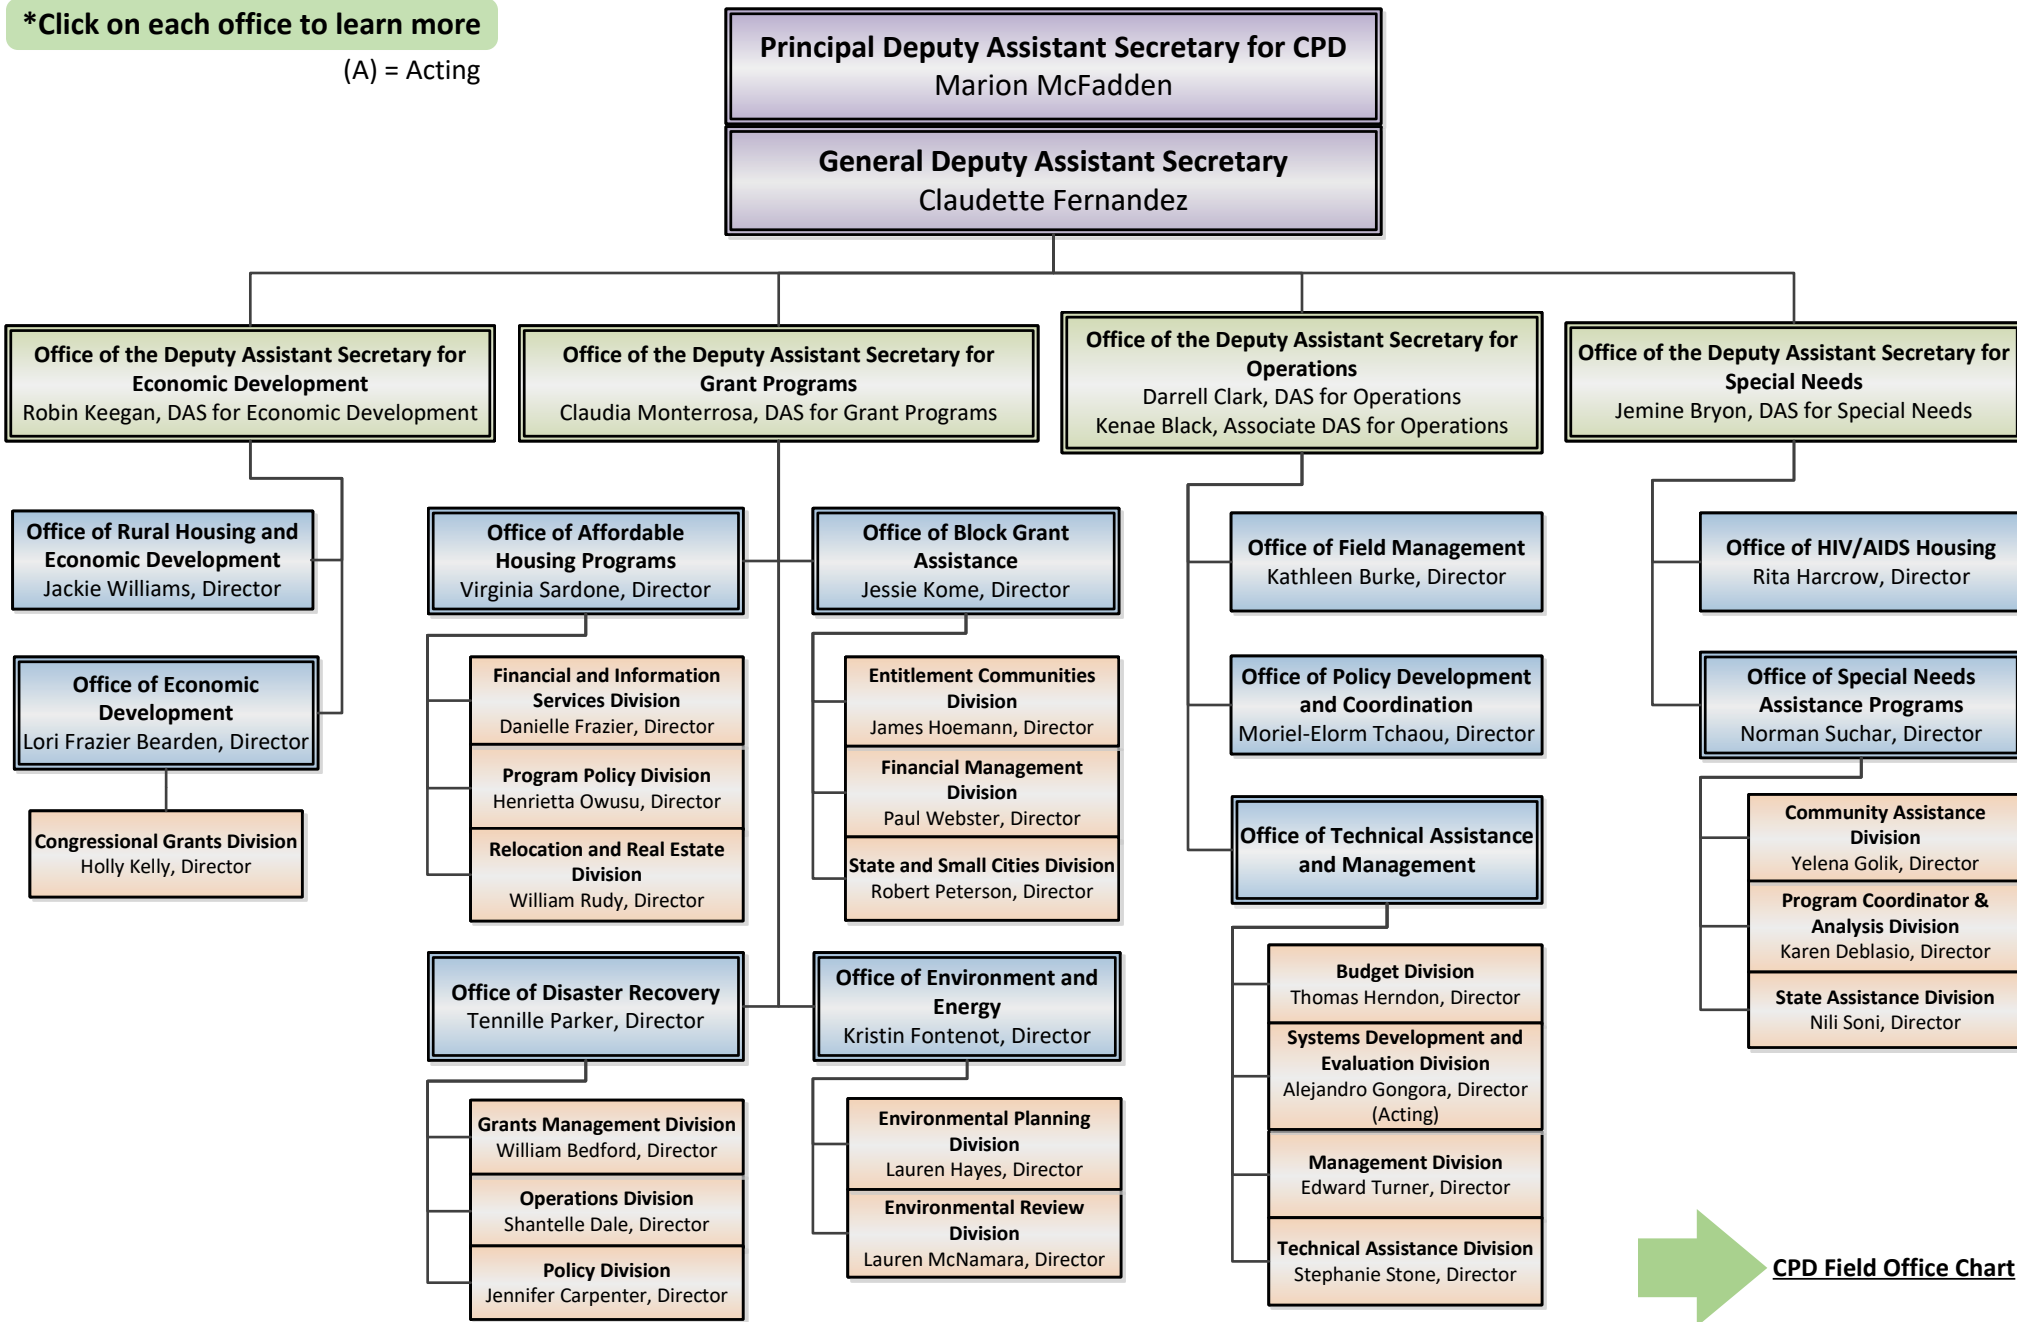 *Click on each office to learn more
(A) = Acting
Principal Deputy Assistant Secretary for CPD
Marion McFadden
General Deputy Assistant Secretary
Claudette Fernandez
Office of the Deputy Assistant Secretary for
Economic Development
Robin Keegan, DAS for Economic Development
Office of the Deputy Assistant Secretary for
Grant Programs
Claudia Monterrosa, DAS for Grant Programs
Office of the Deputy Assistant Secretary for
Operations
Darrell Clark, DAS for Operations
Kenae Black, Associate DAS for Operations
Office of the Deputy Assistant Secretary for
Special Needs
Jemine Bryon, DAS for Special Needs
Office of Rural Housing and
Economic Development
Jackie Williams, Director
Office of Economic
Development
Lori Frazier Bearden, Director
Congressional Grants Division
Holly Kelly, Director
Office of Affordable
Housing Programs
Virginia Sardone, Director
Financial and Information
Services Division
Danielle Frazier, Director
Program Policy Division
Henrietta Owusu, Director
Relocation and Real Estate
Division
William Rudy, Director
Office of Block Grant
Assistance
Jessie Kome, Director
Entitlement Communities
Division
James Hoemann, Director
Financial Management
Division
Paul Webster, Director
State and Small Cities Division
Robert Peterson, Director
Office of Disaster Recovery
Tennille Parker, Director
Grants Management Division
William Bedford, Director
Operations Division
Shantelle Dale, Director
Policy Division
Jennifer Carpenter, Director
Office of Environment and
Energy
Kristin Fontenot, Director
Environmental Planning
Division
Lauren Hayes, Director
Environmental Review
Division
Lauren McNamara, Director
Office of Field Management
Kathleen Burke, Director
Office of Policy Development
and Coordination
Moriel-Elorm Tchaou, Director
Office of Technical Assistance
and Management
Budget Division
Thomas Herndon, Director
Systems Development and
Evaluation Division
Alejandro Gongora, Director
(Acting)
Management Division
Edward Turner, Director
Technical Assistance Division
Stephanie Stone, Director
Office of HIV/AIDS Housing
Rita Harcrow, Director
Office of Special Needs
Assistance Programs
Norman Suchar, Director
Community Assistance
Division
Yelena Golik, Director
Program Coordinator &
Analysis Division
Karen Deblasio, Director
State Assistance Division
Nili Soni, Director
CPD Field Office Chart